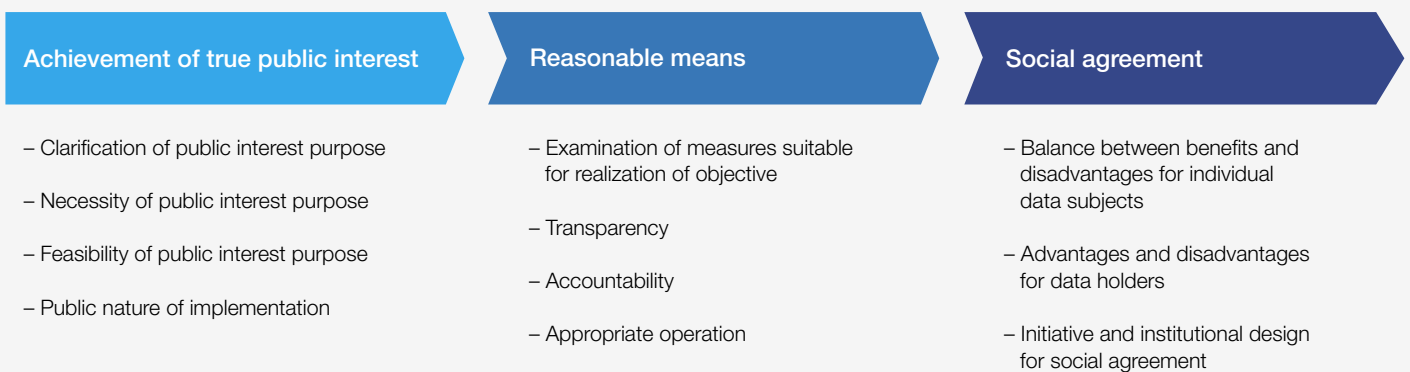 Achievement of true public interest
– Clarification of public interest purpose
– Necessity of public interest purpose
– Feasibility of public interest purpose
– Public nature of implementation
Reasonable means
– Examination of measures suitable
for realization of objective
– Transparency
– Accountability
– Appropriate operation
Social agreement
– Balance between benefits and
disadvantages for individual
data subjects
– Advantages and disadvantages
for data holders
– Initiative and institutional design
for social agreement